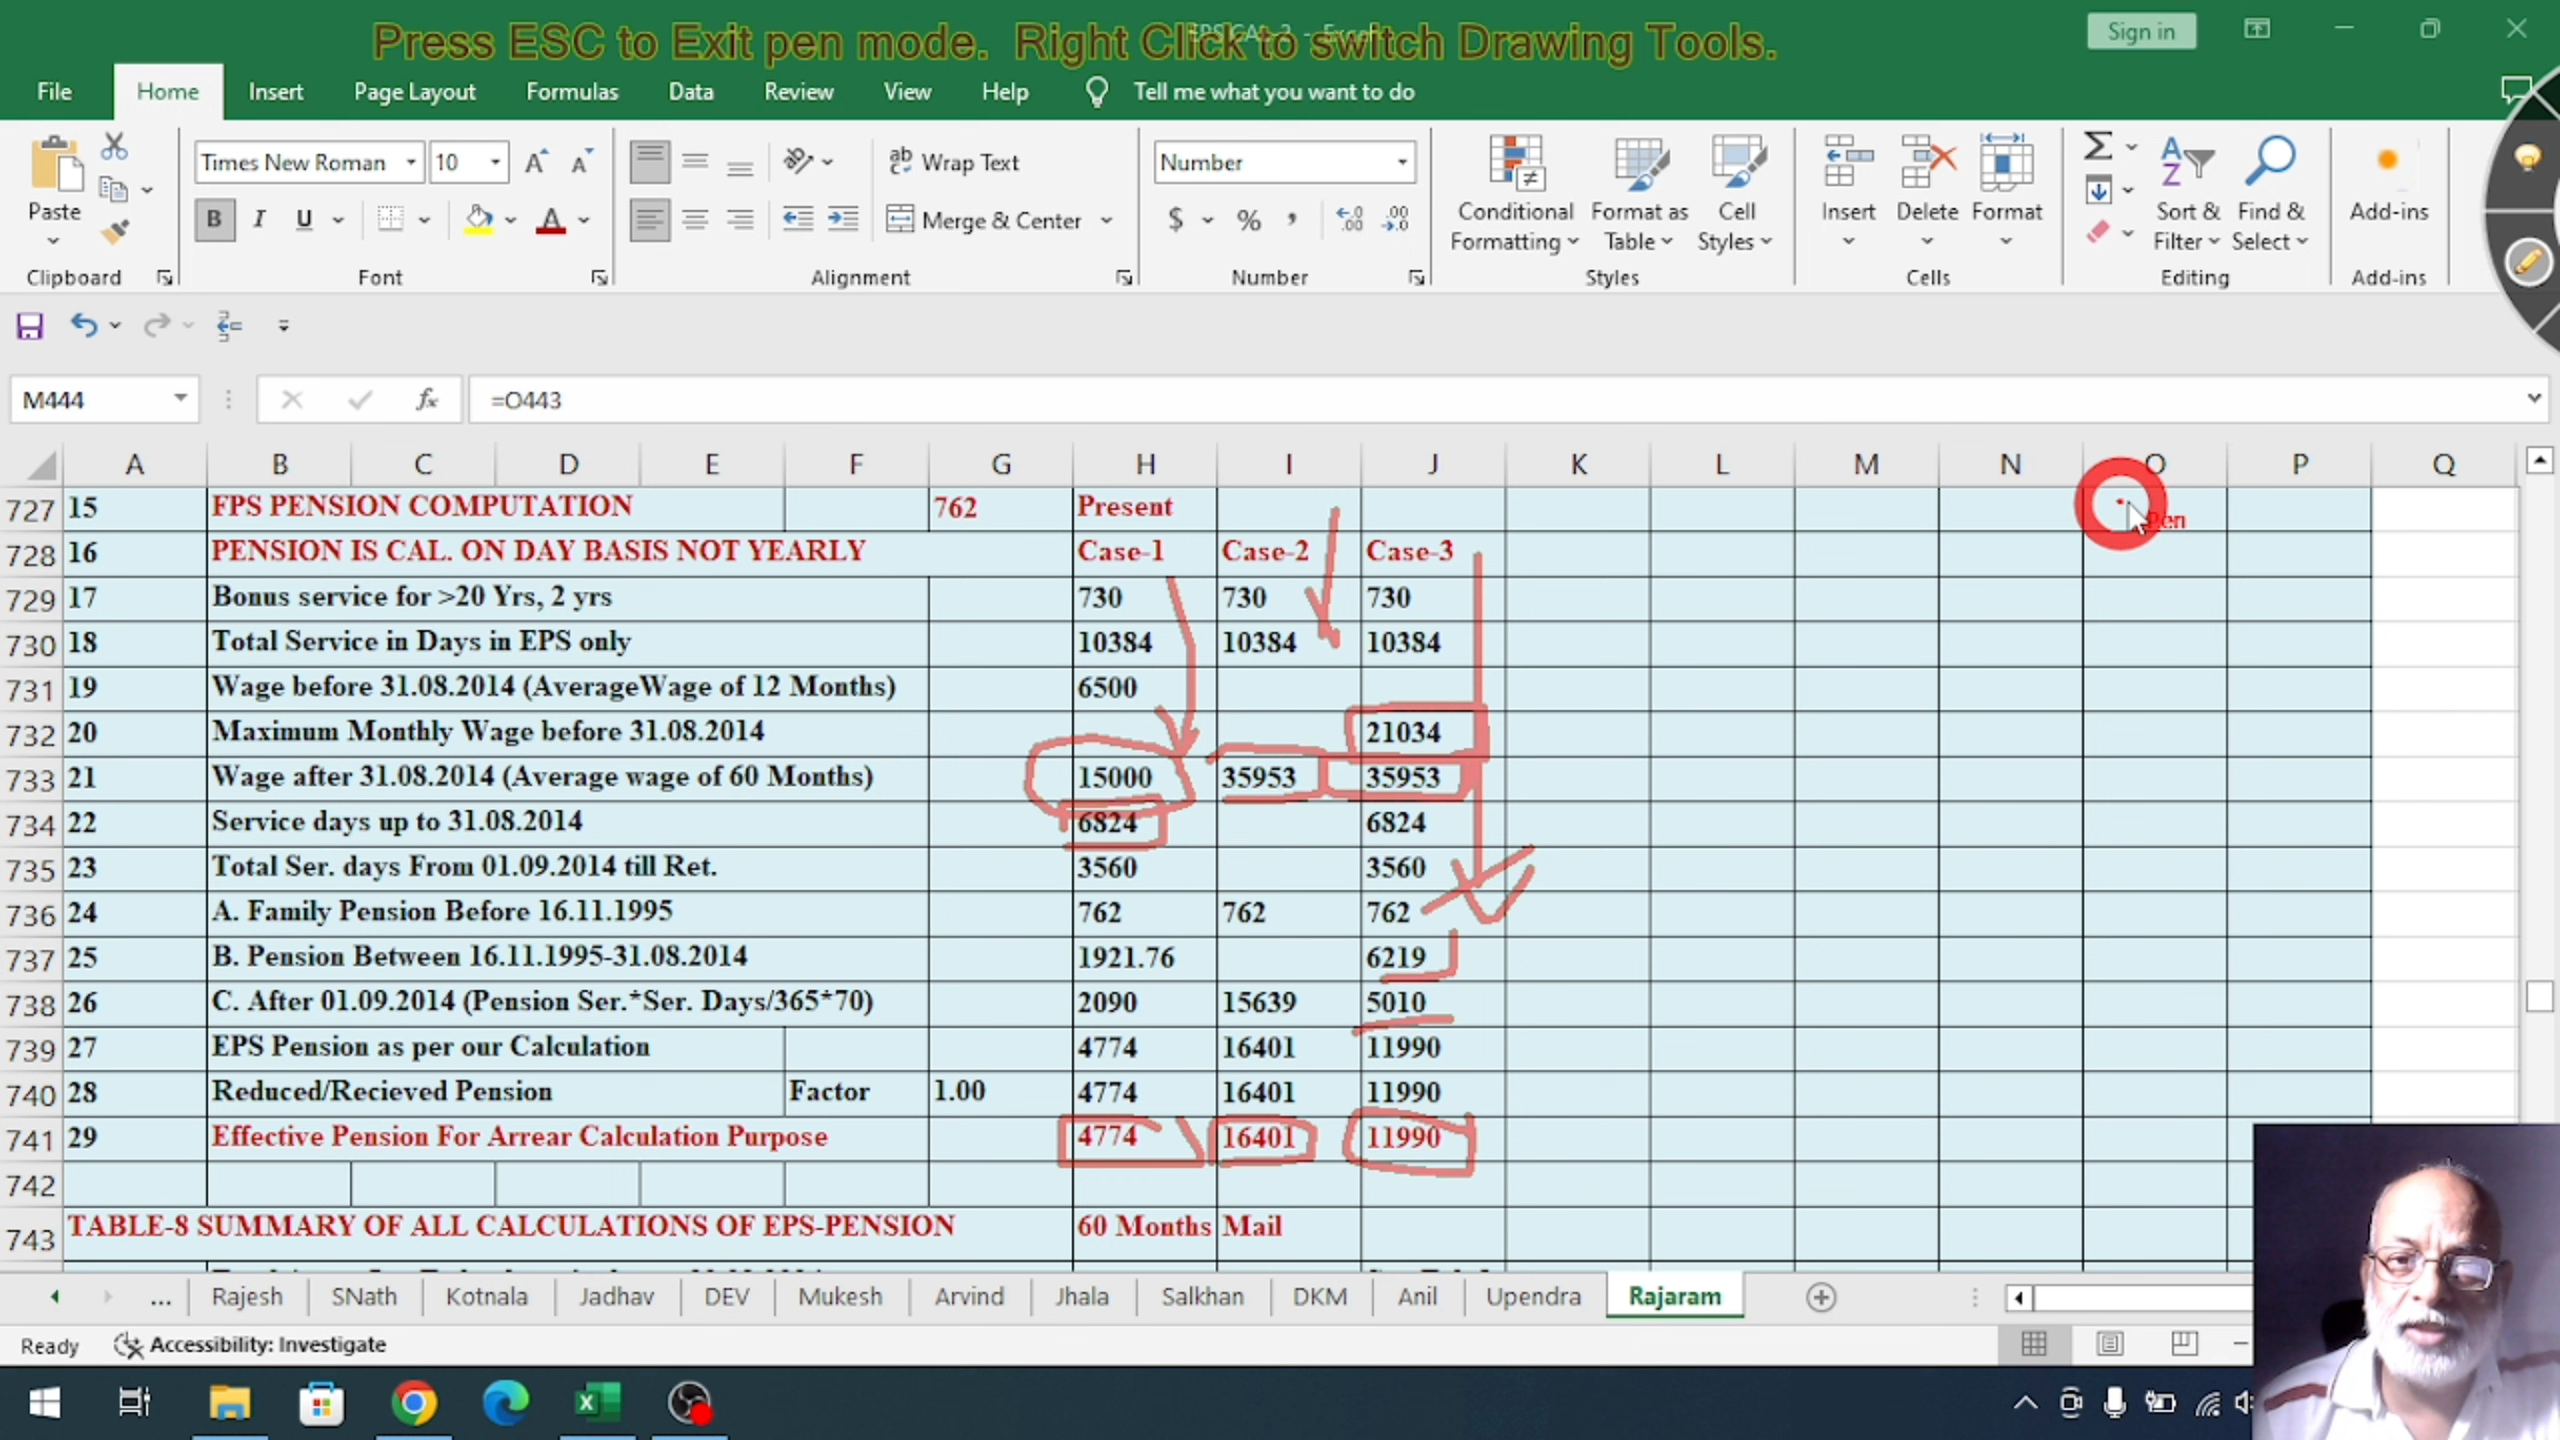 Press ESC to Exit pen mode. Right Click to switch Drawing Tools.
Sign in
File Home Insert Page Layout Formulas Data Review View Help Tell me what you want to do
Paste
Clipboard
Times New Roman 10
B I U A
Font
Wrap Text
Merge & Center
Alignment
Number
$ % ,
Number
Conditional Formatting
Format as Table
Cell Styles
Styles
Insert Delete Format
Cells
Sort & Filter
Find & Select
Editing
Add-ins
Add-ins
M444 fx =O443
A B C D E F G H I J K L M N O P Q
727 15 FPS PENSION COMPUTATION 762 Present
Pen
728 16 PENSION IS CAL. ON DAY BASIS NOT YEARLY Case-1 Case-2 Case-3
729 17 Bonus service for >20 Yrs, 2 yrs 730 730 730
730 18 Total Service in Days in EPS only 10384 10384 10384
731 19 Wage before 31.08.2014 (AverageWage of 12 Months) 6500
732 20 Maximum Monthly Wage before 31.08.2014 21034
733 21 Wage after 31.08.2014 (Average wage of 60 Months) 15000 35953 35953
734 22 Service days up to 31.08.2014 6824 6824
735 23 Total Ser. days From 01.09.2014 till Ret. 3560 3560
736 24 A. Family Pension Before 16.11.1995 762 762 762
737 25 B. Pension Between 16.11.1995-31.08.2014 1921.76 6219
738 26 C. After 01.09.2014 (Pension Ser.*Ser. Days/365*70) 2090 15639 5010
739 27 EPS Pension as per our Calculation 4774 16401 11990
740 28 Reduced/Recieved Pension Factor 1.00 4774 16401 11990
741 29 Effective Pension For Arrear Calculation Purpose 4774 16401 11990
742
743 TABLE-8 SUMMARY OF ALL CALCULATIONS OF EPS-PENSION 60 Months Mail
... Rajesh SNath Kotnala Jadhav DEV Mukesh Arvind Jhala Salkhan DKM Anil Upendra Rajaram
Ready Accessibility: Investigate